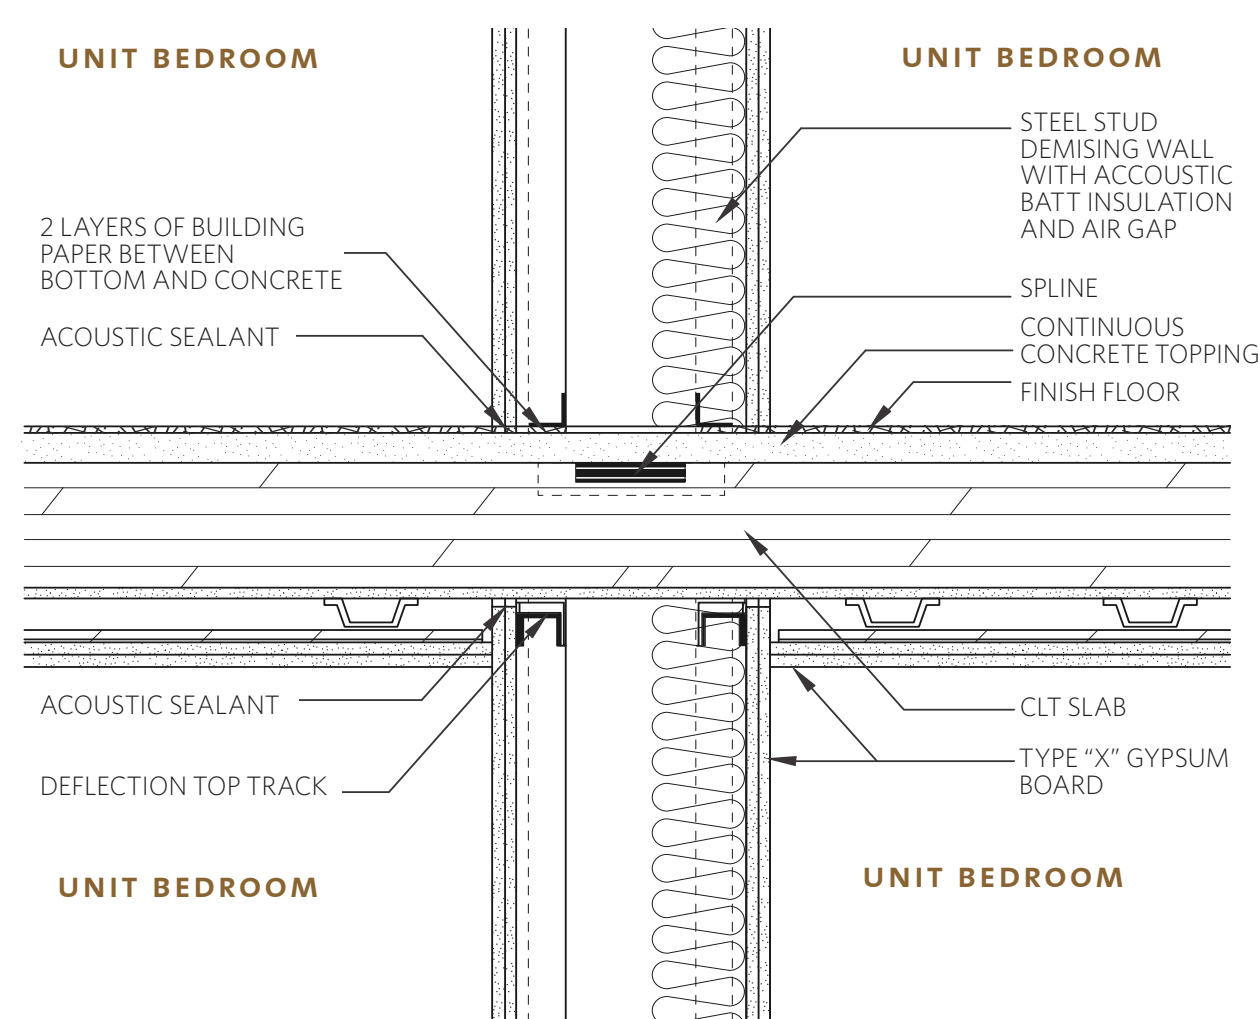 UNIT BEDROOM
UNIT BEDROOM
STEEL STUD
DEMISING WALL
WITH ACCOUSTIC
BATT INSULATION
AND AIR GAP
2 LAYERS OF BUILDING
PAPER BETWEEN
BOTTOM AND CONCRETE
SPLINE
ACOUSTIC SEALANT
CONTINUOUS
CONCRETE TOPPING
FINISH FLOOR
ACOUSTIC SEALANT
CLT SLAB
DEFLECTION TOP TRACK
TYPE “X” GYPSUM
BOARD
UNIT BEDROOM
UNIT BEDROOM